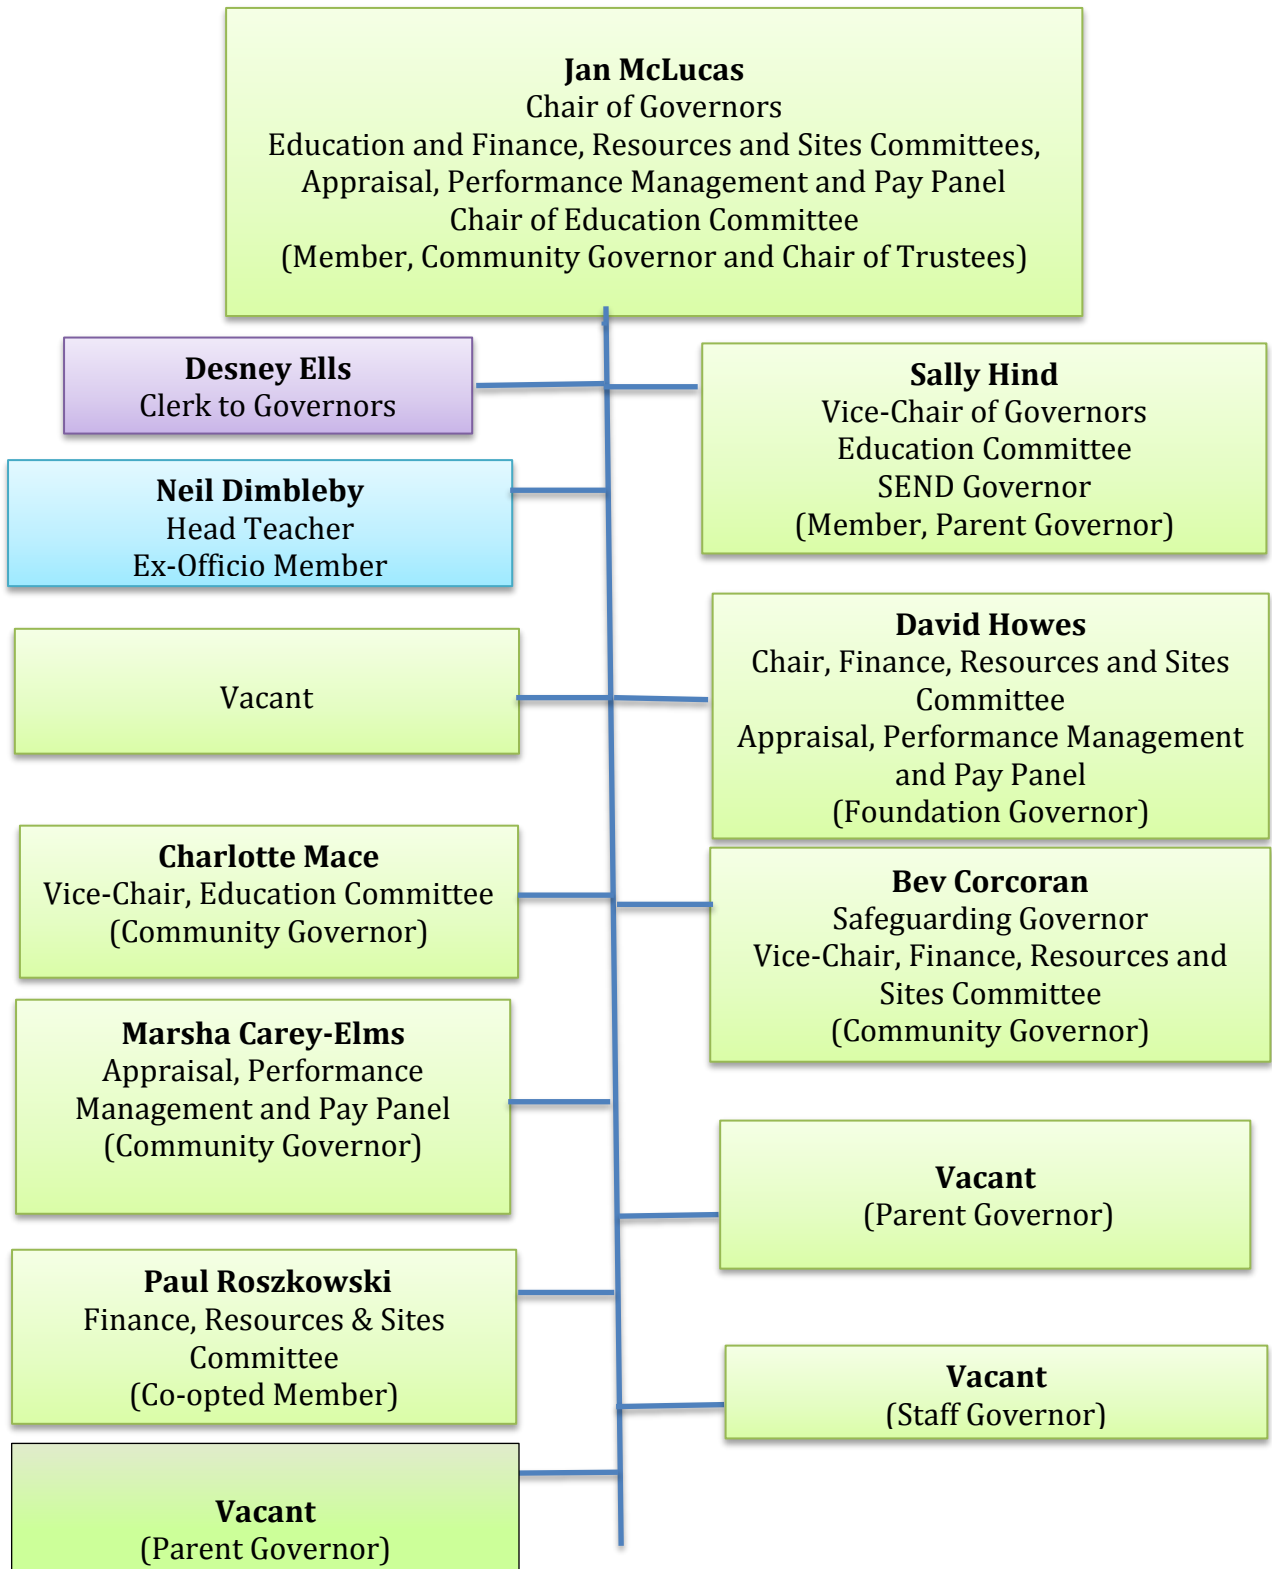 Jan McLucas
Chair of Governors
Education and Finance, Resources and Sites Committees,
Appraisal, Performance Management and Pay Panel
Chair of Education Committee
(Member, Community Governor and Chair of Trustees)
Desney Ells
Clerk to Governors
Sally Hind
Vice-Chair of Governors
Education Committee
SEND Governor
(Member, Parent Governor)
Neil Dimbleby
Head Teacher
Ex-Officio Member
Vacant
David Howes
Chair, Finance, Resources and Sites
Committee
Appraisal, Performance Management
and Pay Panel
(Foundation Governor)
Charlotte Mace
Vice-Chair, Education Committee
(Community Governor)
Bev Corcoran
Safeguarding Governor
Vice-Chair, Finance, Resources and
Sites Committee
(Community Governor)
Marsha Carey-Elms
Appraisal, Performance
Management and Pay Panel
(Community Governor)
Vacant
(Parent Governor)
Paul Roszkowski
Finance, Resources & Sites
Committee
(Co-opted Member)
Vacant
(Staff Governor)
Vacant
(Parent Governor)